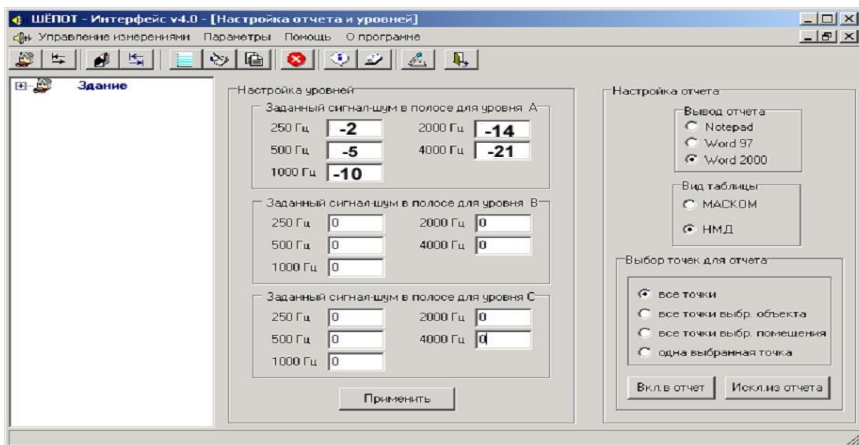 ШЁПОТ - Интерфейс v4.0 - [Настройка отчета и уровней]
Управление измерениями Параметры Помощь О программе
Здание
Настройка уровней
Заданный сигнал-шум в полосе для уровня А
250 Гц -2 2000 Гц -14
500 Гц -5 4000 Гц -21
1000 Гц -10
Заданный сигнал-шум в полосе для уровня В
250 Гц 0 2000 Гц 0
500 Гц 0 4000 Гц 0
1000 Гц 0
Заданный сигнал-шум в полосе для уровня С
250 Гц 0 2000 Гц 0
500 Гц 0 4000 Гц 0
1000 Гц 0
Применить
Настройка отчета
Вывод отчета
Notepad
Word 97
Word 2000
Вид таблицы
МАСКОМ
НМД
Выбор точек для отчета
все точки
все точки выбр. объекта
все точки выбр. помещения
одна выбранная точка
Вкл.в отчет Искл.из отчета